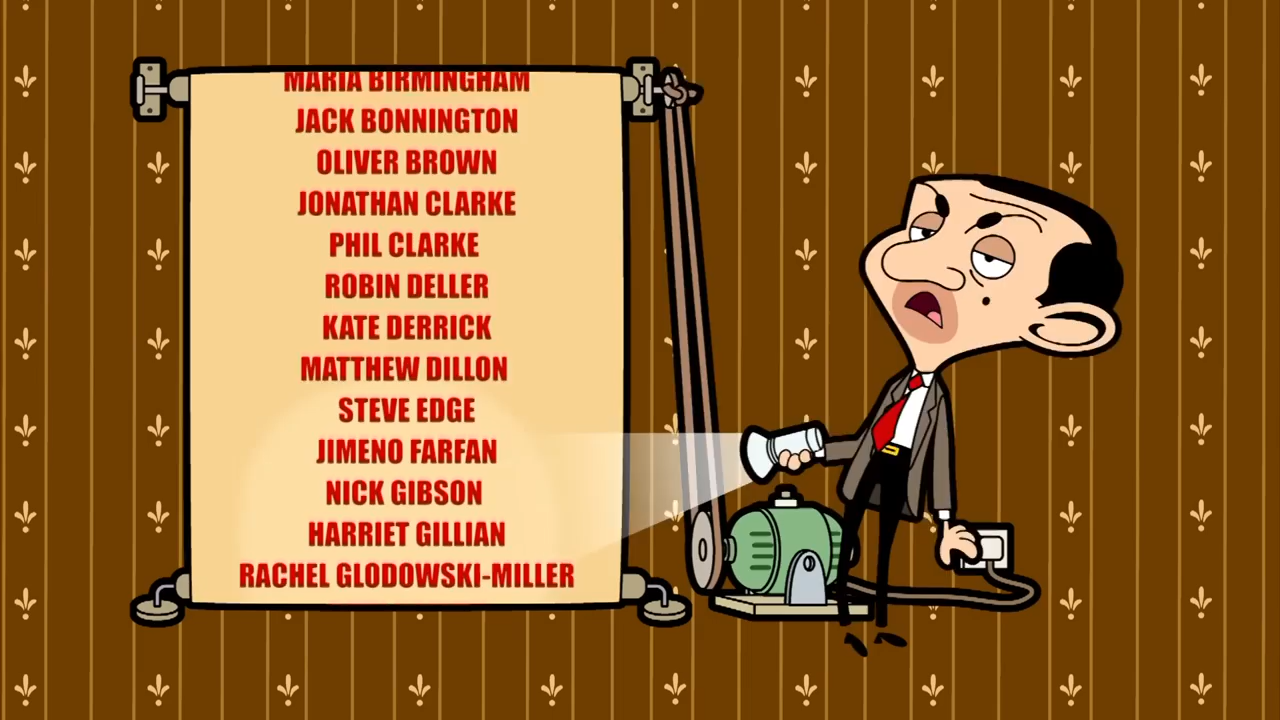 MARIA BIRMINGHAM
JACK BONNINGTON
OLIVER BROWN
JONATHAN CLARKE
PHIL CLARKE
ROBIN DELLER
KATE DERRICK
MATTHEW DILLON
STEVE EDGE
JIMENO FARFAN
NICK GIBSON
HARRIET GILLIAN
RACHEL GLODOWSKI-MILLER